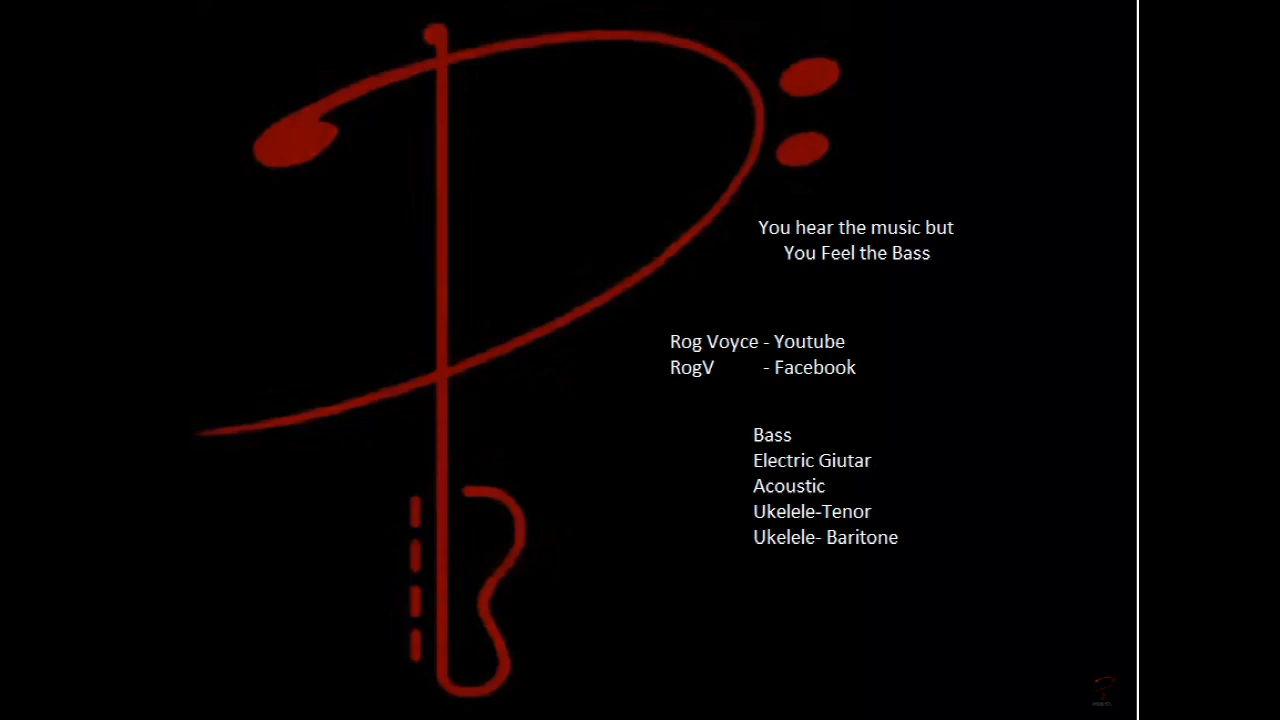 You hear the music but
You Feel the Bass
Rog Voyce - Youtube
RogV - Facebook
Bass
Electric Giutar
Acoustic
Ukelele-Tenor
Ukelele- Baritone